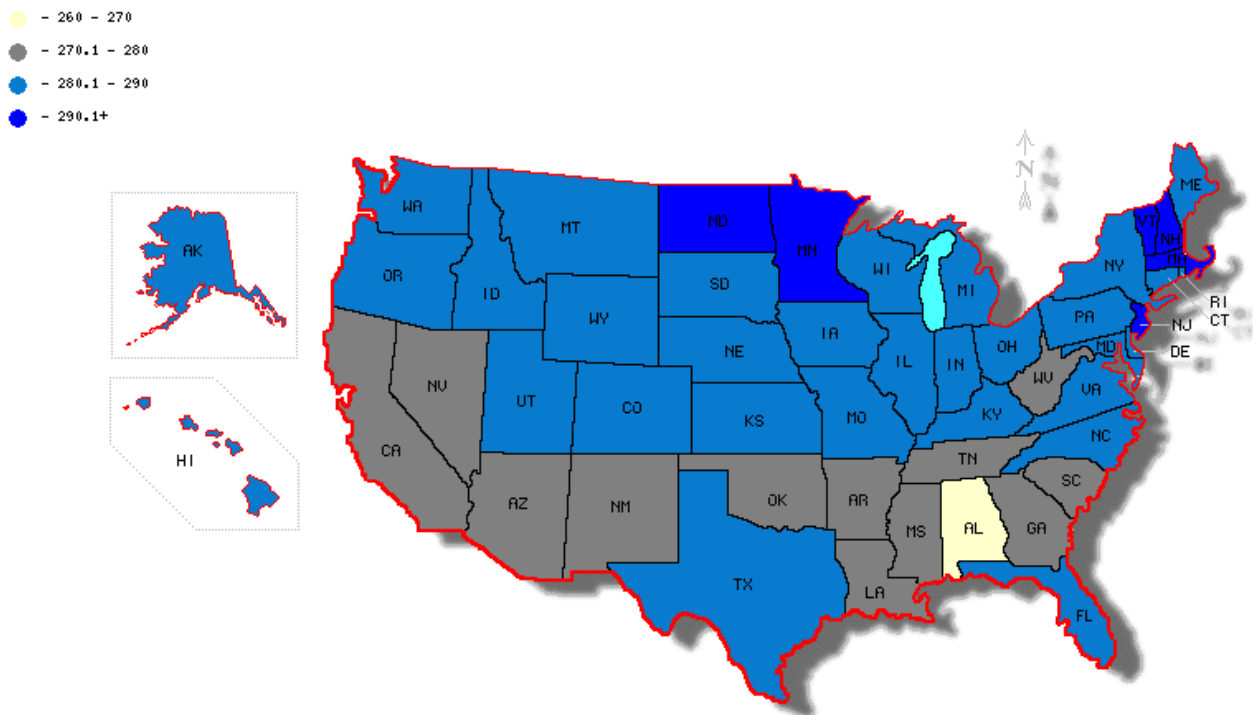 - 260 - 270
- 270.1 - 280
- 280.1 - 290
- 290.1+
N
ME
WA
VT
NH
MT
ND
MN
AK
MA
OR
WI
NY
ID
SD
MI
RI
WY
PA
CT
NJ
IA
NE
OH
MD
DE
IL
IN
NV
WV
UT
CO
VA
KS
MO
KY
NC
CA
HI
TN
SC
AZ
NM
OK
AR
MS
AL
GA
TX
LA
FL